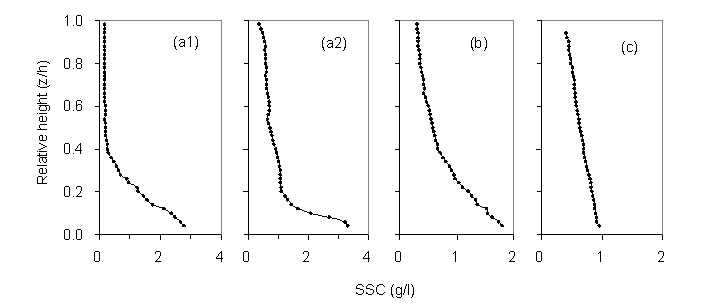 (a1) (a2) (b) (c)
Relative height (z/h)
1.0
0.8
0.6
0.4
0.2
0.0
0 2 4 0 2 4 0 1 2 0 1 2
SSC (g/l)